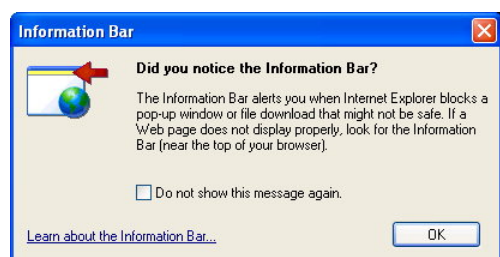 Information Bar
Did you notice the Information Bar?
The Information Bar alerts you when Internet Explorer blocks a
pop-up window or file download that might not be safe. If a
Web page does not display properly, look for the Information
Bar (near the top of your browser).
Do not show this message again.
Learn about the Information Bar...
OK